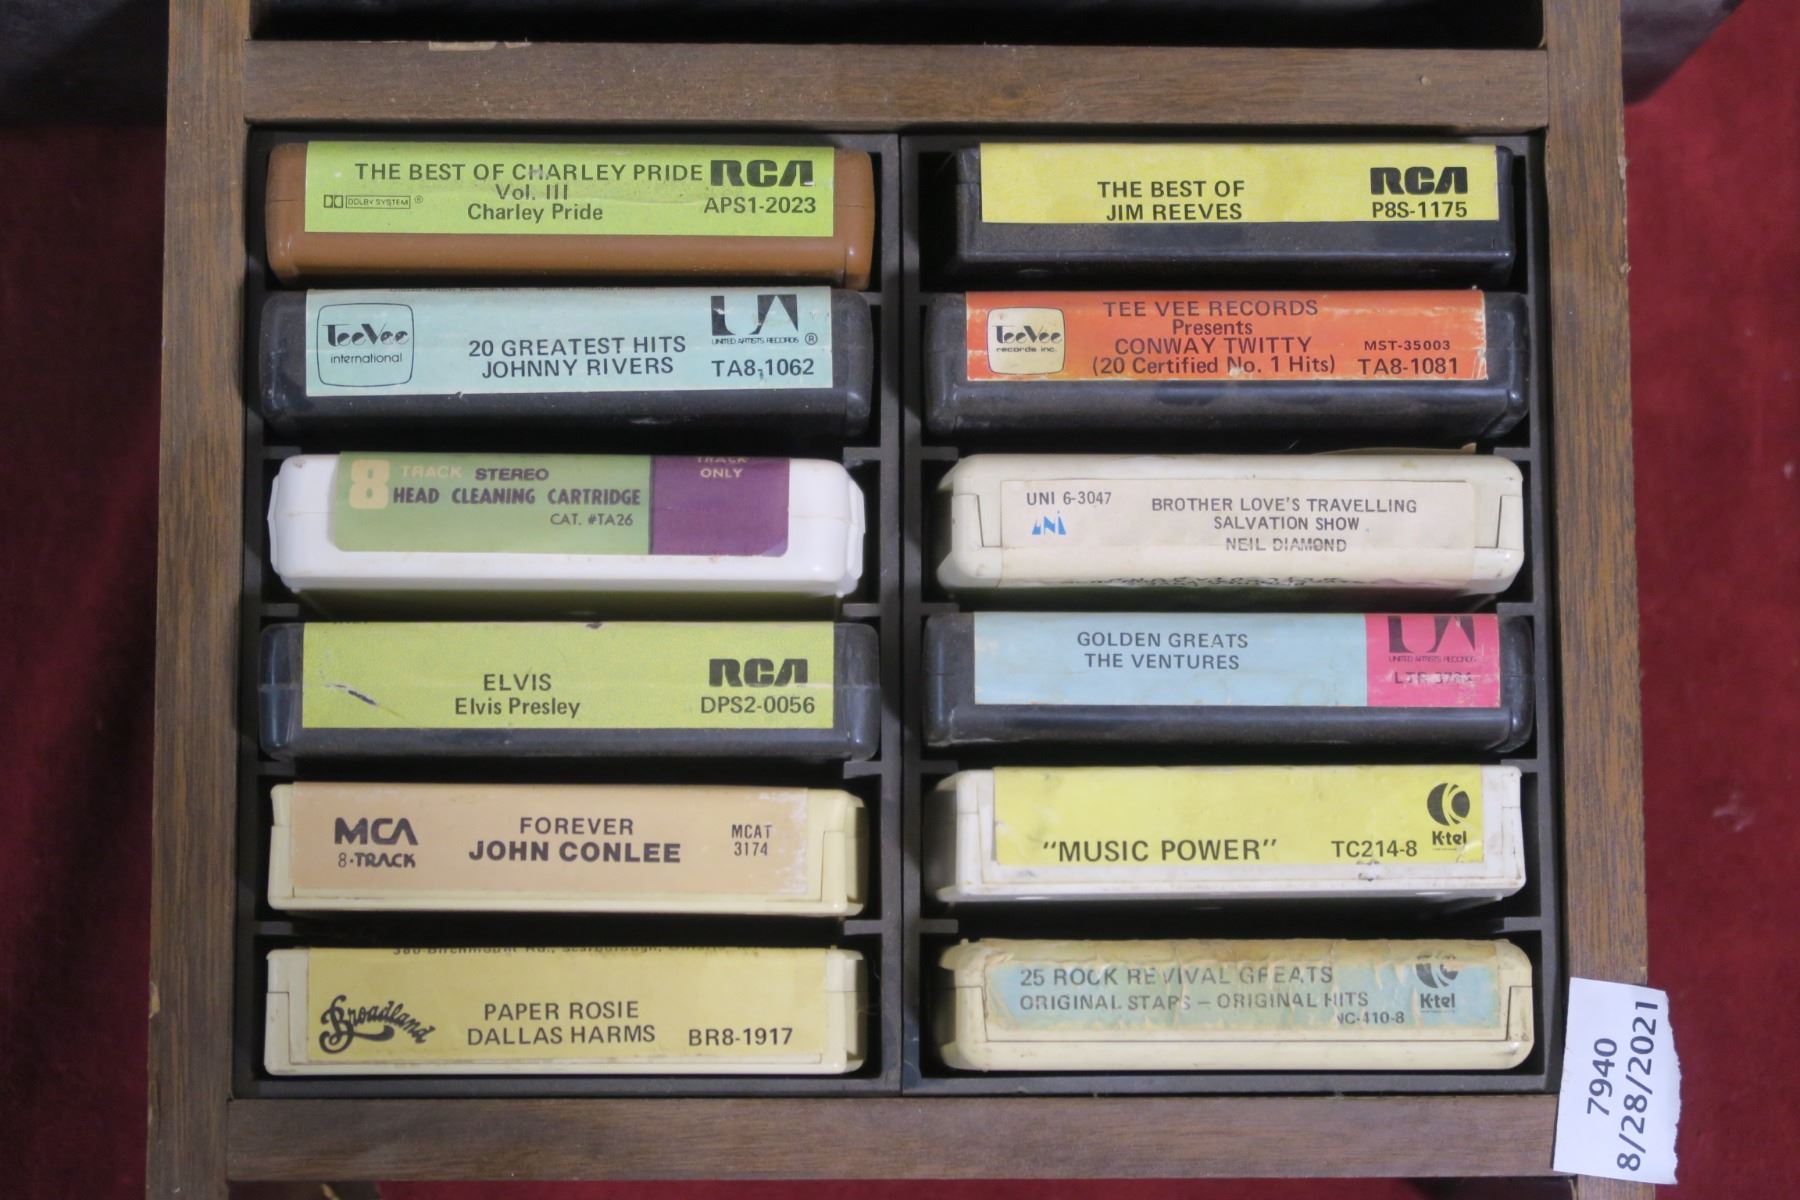 THE BEST OF CHARLEY PRIDE
Vol. III
Charley Pride
DOLBY SYSTEM ®
RCA
APS1-2023
TeeVee
international
20 GREATEST HITS
JOHNNY RIVERS
UNITED ARTISTS RECORDS ®
TA8-1062
8 TRACK STEREO
HEAD CLEANING CARTRIDGE
CAT. #TA26
TRACK
ONLY
ELVIS
Elvis Presley
RCA
DPS2-0056
MCA
8-TRACK
FOREVER
JOHN CONLEE
MCAT
3174
Broadland
PAPER ROSIE
DALLAS HARMS
BR8-1917
THE BEST OF
JIM REEVES
RCA
P8S-1175
TeeVee
records inc.
TEE VEE RECORDS
Presents
CONWAY TWITTY
(20 Certified No. 1 Hits)
MST-35003
TA8-1081
UNI 6-3047
UNI
BROTHER LOVE'S TRAVELLING
SALVATION SHOW
NEIL DIAMOND
GOLDEN GREATS
THE VENTURES
UA
UNITED ARTISTS RECORDS
"MUSIC POWER"
TC214-8
K-tel
25 ROCK REVIVAL GREATS
ORIGINAL STARS – ORIGINAL HITS
NC-410-8
K-tel
7940
8/28/2021